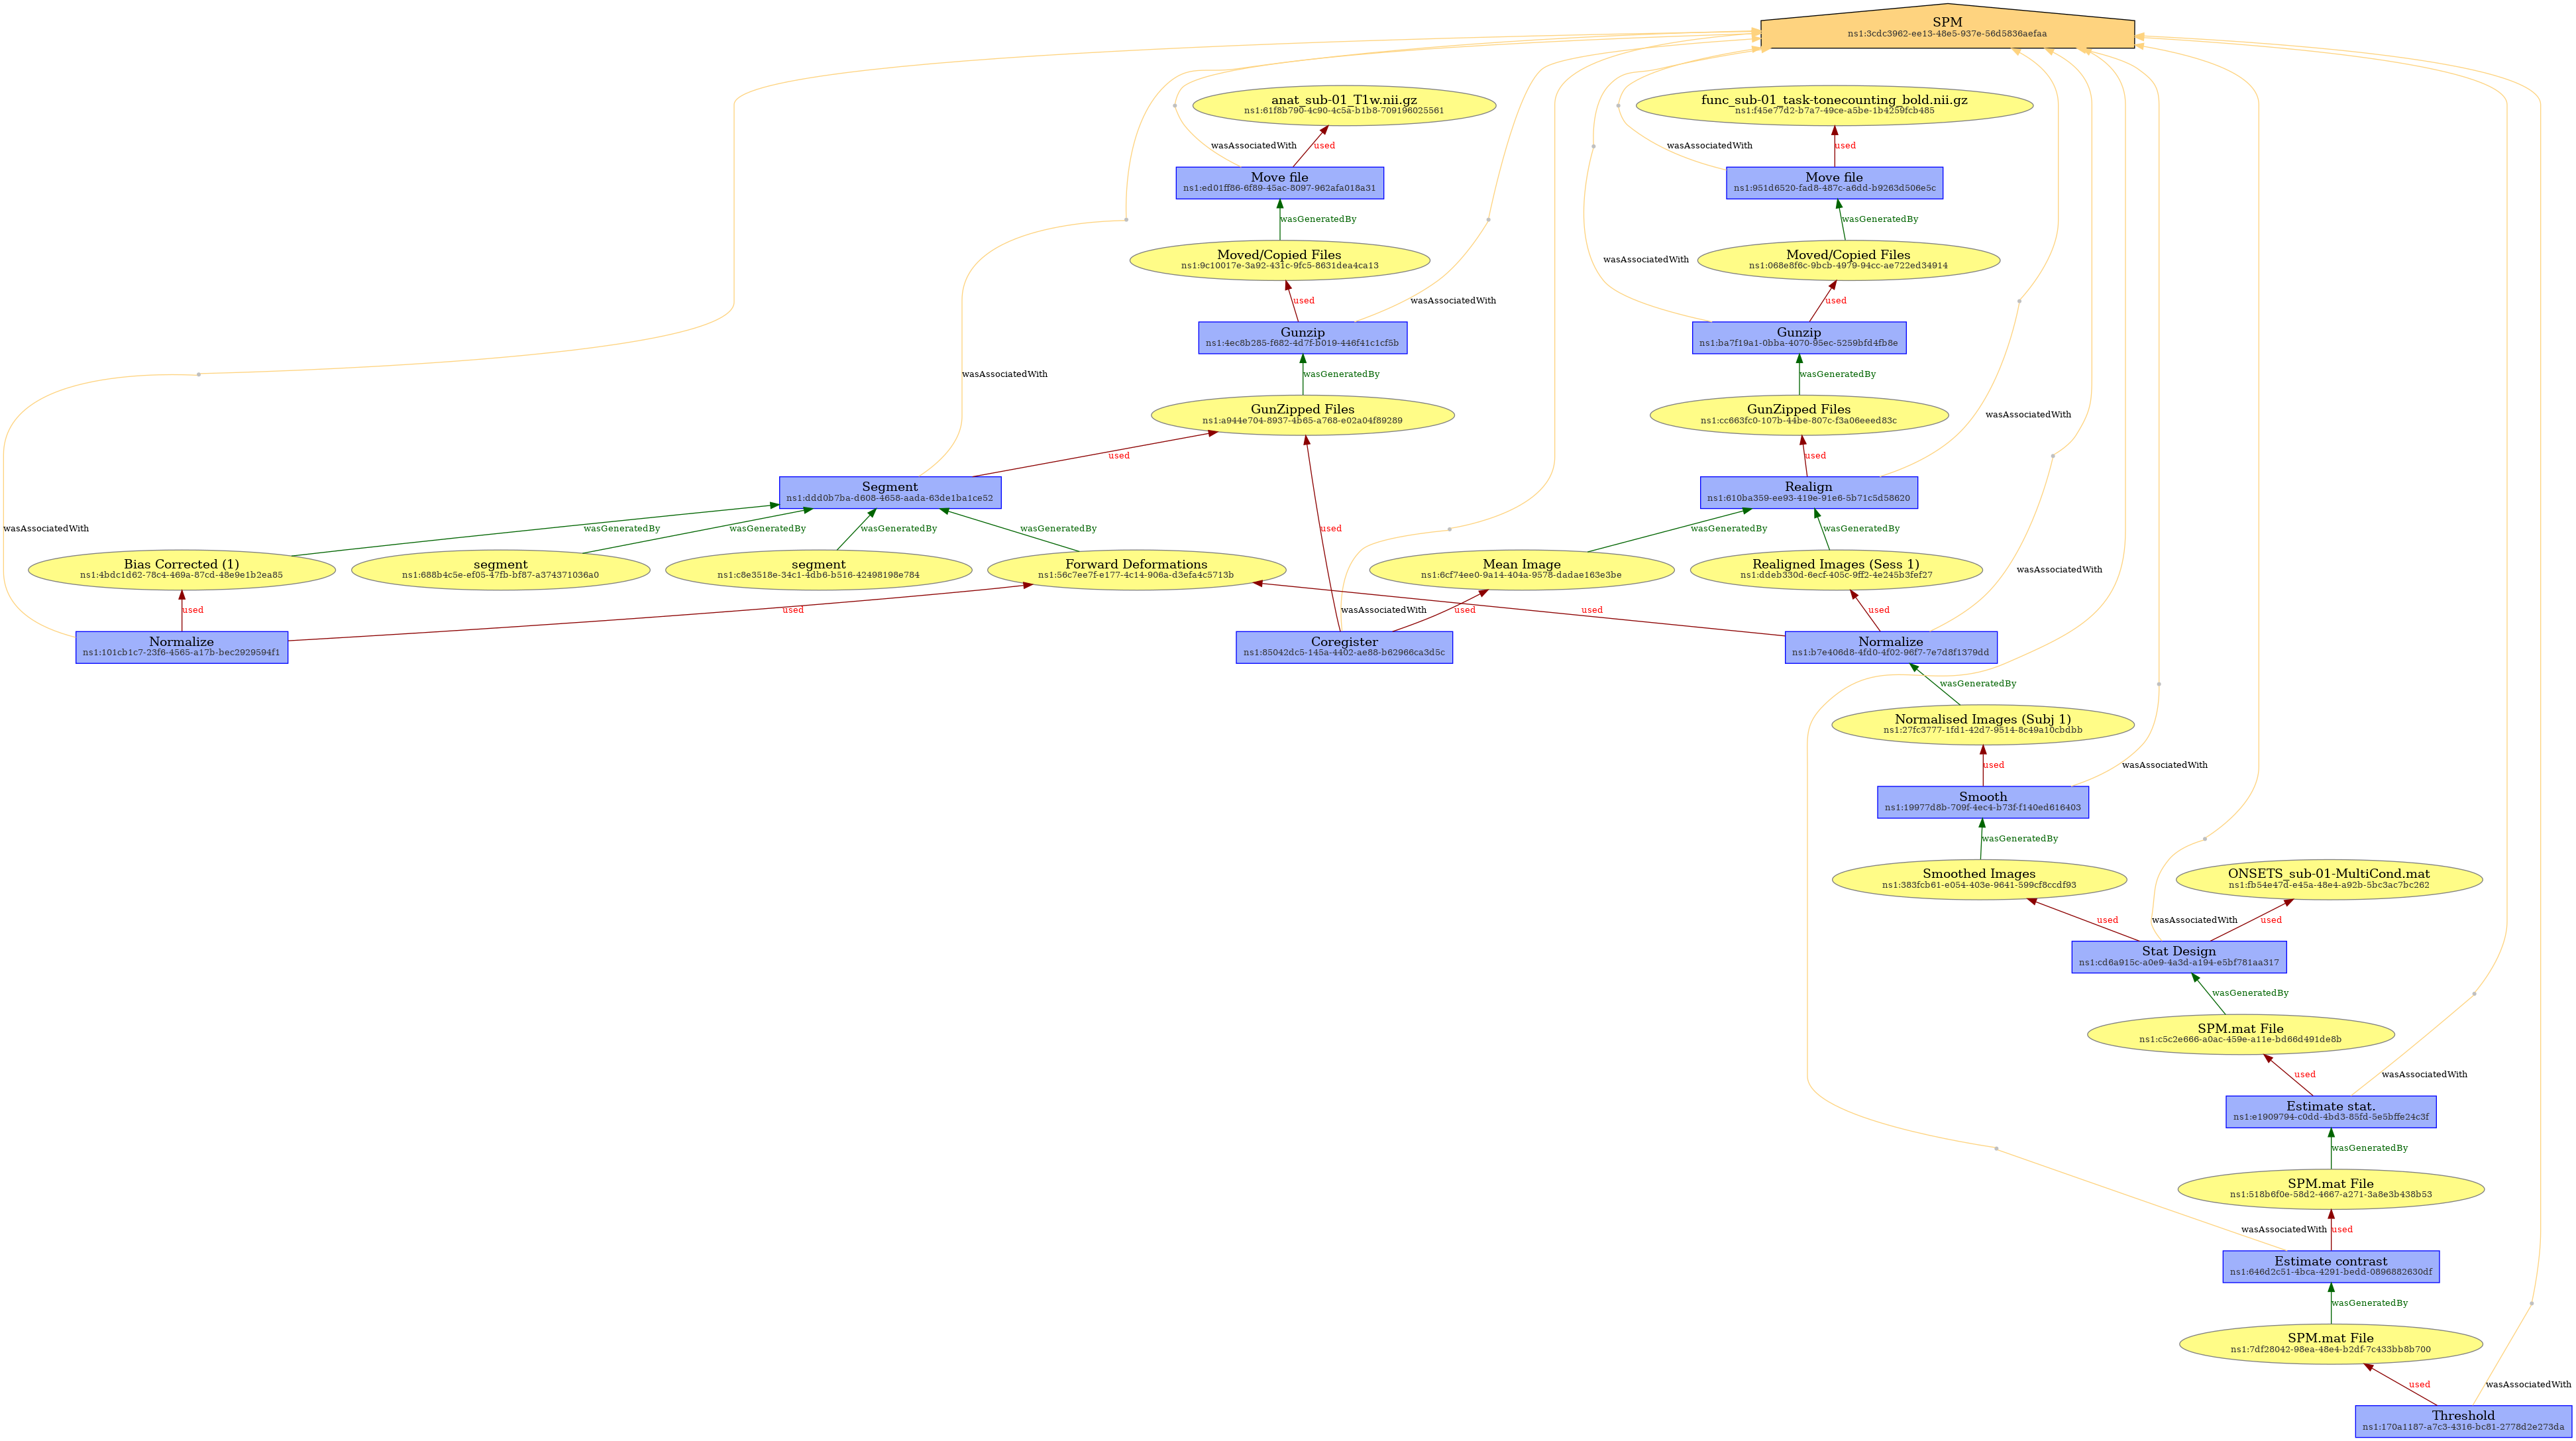 SPM
ns1:3cdc3962-ee13-48e5-937e-56d5836aefaa
anat_sub-01_T1w.nii.gz
ns1:61f8b790-4c90-4c5a-b1b8-709196025561
func_sub-01_task-tonecounting_bold.nii.gz
ns1:f45e77d2-b7a7-49ce-a5be-1b4259fcb485
wasAssociatedWith
used
wasAssociatedWith
used
Move file
ns1:ed01ff86-6f89-45ac-8097-962afa018a31
Move file
ns1:951d6520-fad8-487c-a6dd-b9263d506e5c
wasGeneratedBy
wasGeneratedBy
Moved/Copied Files
ns1:9c10017e-3a92-431c-9fc5-8631dea4ca13
Moved/Copied Files
ns1:068e8f6c-9bcb-4979-94cc-ae722ed34914
wasAssociatedWith
used
wasAssociatedWith
used
Gunzip
ns1:4ec8b285-f682-4d7f-b019-446f41c1cf5b
Gunzip
ns1:ba7f19a1-0bba-4070-95ec-5259bfd4fb8e
wasAssociatedWith
wasGeneratedBy
wasGeneratedBy
GunZipped Files
ns1:a944e704-8937-4b65-a768-e02a04f89289
GunZipped Files
ns1:cc663fc0-107b-44be-807c-f3a06eeed83c
wasAssociatedWith
used
used
Segment
ns1:ddd0b7ba-d608-4658-aada-63de1ba1ce52
Realign
ns1:610ba359-ee93-419e-91e6-5b71c5d58620
wasAssociatedWith
wasGeneratedBy
wasGeneratedBy
wasGeneratedBy
wasGeneratedBy
used
wasGeneratedBy
wasGeneratedBy
Bias Corrected (1)
ns1:4bdc1d62-78c4-469a-87cd-48e9e1b2ea85
segment
ns1:688b4c5e-ef05-47fb-bf87-a374371036a0
segment
ns1:c8e3518e-34c1-4db6-b516-42498198e784
Forward Deformations
ns1:56c7ee7f-e177-4c14-906a-d3efa4c5713b
Mean Image
ns1:6cf74ee0-9a14-404a-9578-dadae163e3be
Realigned Images (Sess 1)
ns1:ddeb330d-6ecf-405c-9ff2-4e245b3fef27
wasAssociatedWith
used
used
wasAssociatedWith
used
used
used
Normalize
ns1:101cb1c7-23f6-4565-a17b-bec2929594f1
Coregister
ns1:85042dc5-145a-4402-ae88-b62966ca3d5c
Normalize
ns1:b7e406d8-4fd0-4f02-96f7-7e7d8f1379dd
wasGeneratedBy
Normalised Images (Subj 1)
ns1:27fc3777-1fd1-42d7-9514-8c49a10cbdbb
used
wasAssociatedWith
Smooth
ns1:19977d8b-709f-4ec4-b73f-f140ed616403
wasGeneratedBy
Smoothed Images
ns1:383fcb61-e054-403e-9641-599cf8ccdf93
ONSETS_sub-01-MultiCond.mat
ns1:fb54e47d-e45a-48e4-a92b-5bc3ac7bc262
used
wasAssociatedWith
used
Stat Design
ns1:cd6a915c-a0e9-4a3d-a194-e5bf781aa317
wasGeneratedBy
SPM.mat File
ns1:c5c2e666-a0ac-459e-a11e-bd66d491de8b
used
wasAssociatedWith
Estimate stat.
ns1:e1909794-c0dd-4bd3-85fd-5e5bffe24c3f
wasGeneratedBy
SPM.mat File
ns1:518b6f0e-58d2-4667-a271-3a8e3b438b53
wasAssociatedWith
used
Estimate contrast
ns1:646d2c51-4bca-4291-bedd-0896882630df
wasGeneratedBy
SPM.mat File
ns1:7df28042-98ea-48e4-b2df-7c433bb8b700
used
wasAssociatedWith
Threshold
ns1:170a1187-a7c3-4316-bc81-2778d2e273da